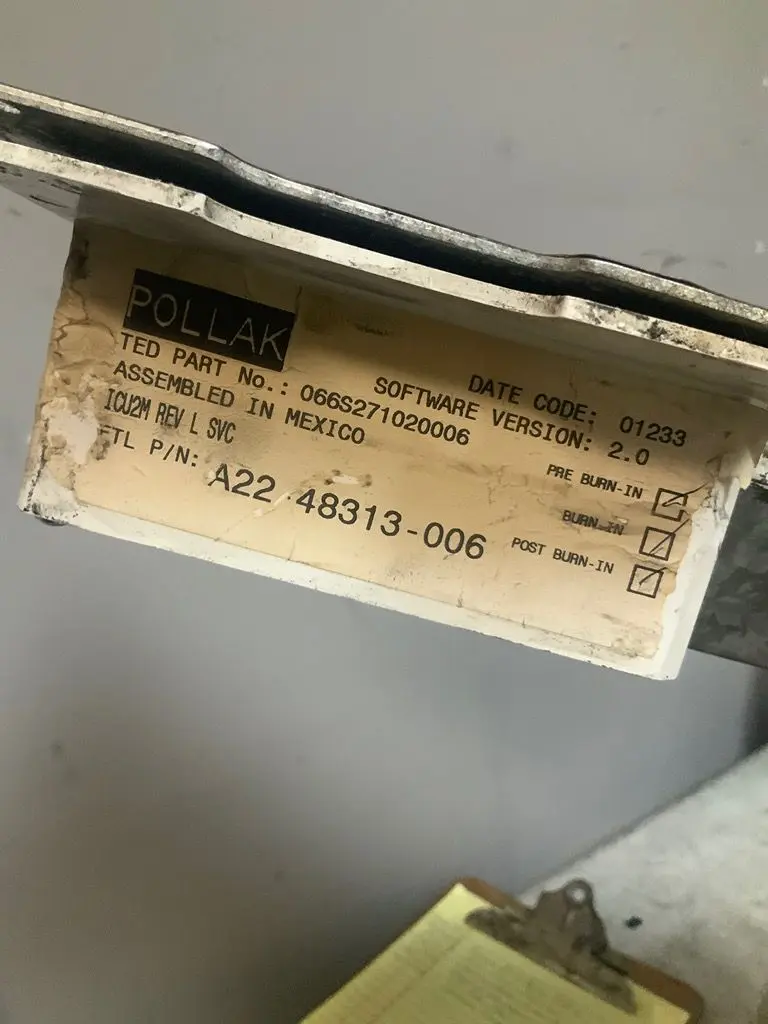 POLLAK
DATE CODE: 01233
SOFTWARE VERSION: 2.0
TED PART No.: 066S271020006
ASSEMBLED IN MEXICO
ICU2M REV L SVC
FTL P/N: A22 48313-006
PRE BURN-IN
BURN-IN
POST BURN-IN